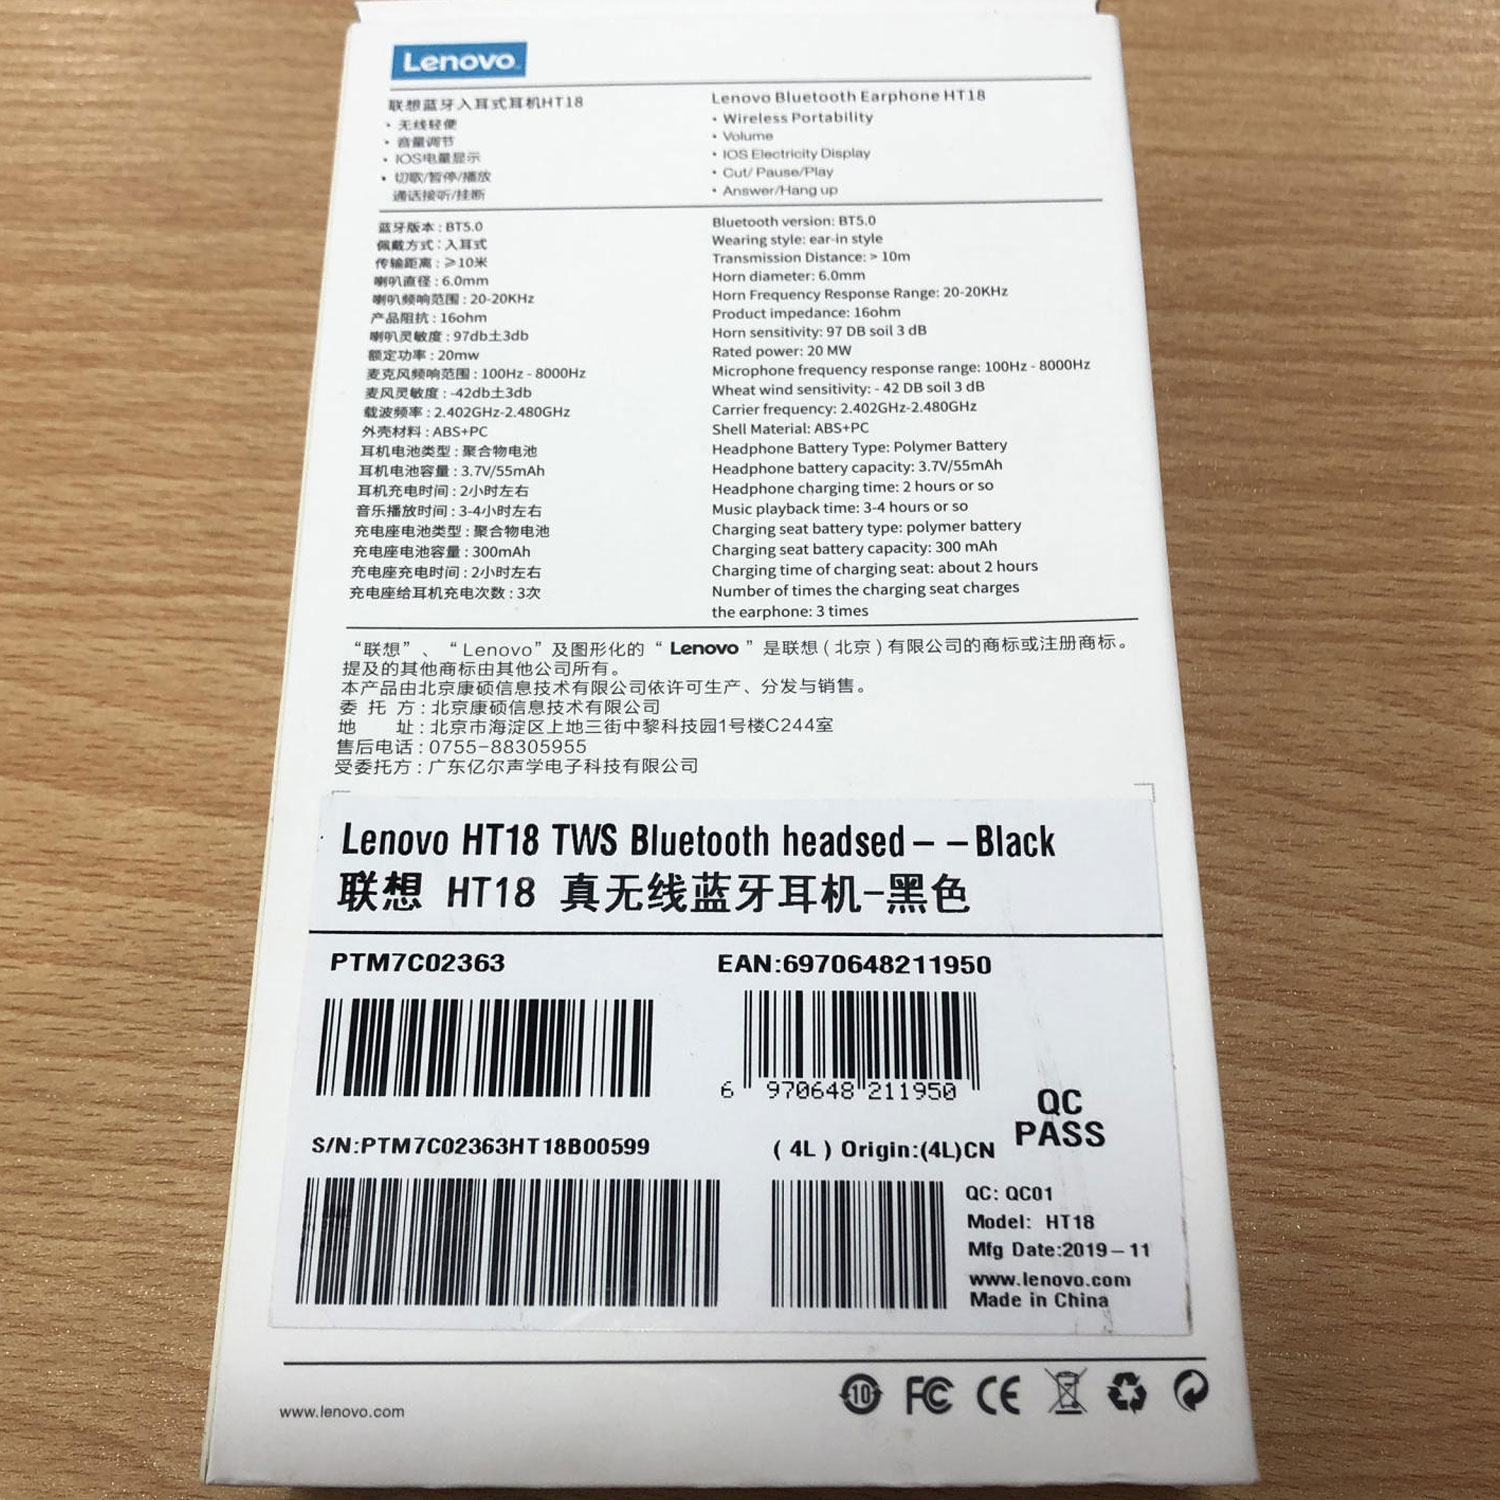 Lenovo
联想蓝牙入耳式耳机HT18
• 无线轻便
• 音量调节
• IOS电量显示
• 切歌/暂停/播放
通话接听/挂断
Lenovo Bluetooth Earphone HT18
• Wireless Portability
• Volume
• IOS Electricity Display
• Cut/ Pause/Play
• Answer/Hang up
蓝牙版本：BT5.0
佩戴方式：入耳式
传输距离：≥10米
喇叭直径：6.0mm
喇叭频响范围：20-20KHz
产品阻抗：16ohm
喇叭灵敏度：97db土3db
额定功率：20mw
麦克风频响范围：100Hz - 8000Hz
麦风灵敏度：-42db土3db
载波频率：2.402GHz-2.480GHz
外壳材料：ABS+PC
耳机电池类型：聚合物电池
耳机电池容量：3.7V/55mAh
耳机充电时间：2小时左右
音乐播放时间：3-4小时左右
充电座电池类型：聚合物电池
充电座电池容量：300mAh
充电座充电时间：2小时左右
充电座给耳机充电次数：3次
Bluetooth version: BT5.0
Wearing style: ear-in style
Transmission Distance: > 10m
Horn diameter: 6.0mm
Horn Frequency Response Range: 20-20KHz
Product impedance: 16ohm
Horn sensitivity: 97 DB soil 3 dB
Rated power: 20 MW
Microphone frequency response range: 100Hz - 8000Hz
Wheat wind sensitivity: - 42 DB soil 3 dB
Carrier frequency: 2.402GHz-2.480GHz
Shell Material: ABS+PC
Headphone Battery Type: Polymer Battery
Headphone battery capacity: 3.7V/55mAh
Headphone charging time: 2 hours or so
Music playback time: 3-4 hours or so
Charging seat battery type: polymer battery
Charging seat battery capacity: 300 mAh
Charging time of charging seat: about 2 hours
Number of times the charging seat charges
the earphone: 3 times
“联想”、“Lenovo”及图形化的“Lenovo”是联想（北京）有限公司的商标或注册商标。
提及的其他商标由其他公司所有。
本产品由北京康硕信息技术有限公司依许可生产、分发与销售。
委 托 方：北京康硕信息技术有限公司
地 址：北京市海淀区上地三街中黎科技园1号楼C244室
售后电话：0755-88305955
受委托方：广东亿尔声学电子科技有限公司
Lenovo HT18 TWS Bluetooth headsed– –Black
联想 HT18 真无线蓝牙耳机-黑色
PTM7C02363
EAN:6970648211950
6 970648 211950
QC
PASS
S/N:PTM7C02363HT18B00599
( 4L ) Origin:(4L)CN
QC: QC01
Model: HT18
Mfg Date:2019–11
www.lenovo.com
Made in China
www.lenovo.com
10 FC CE